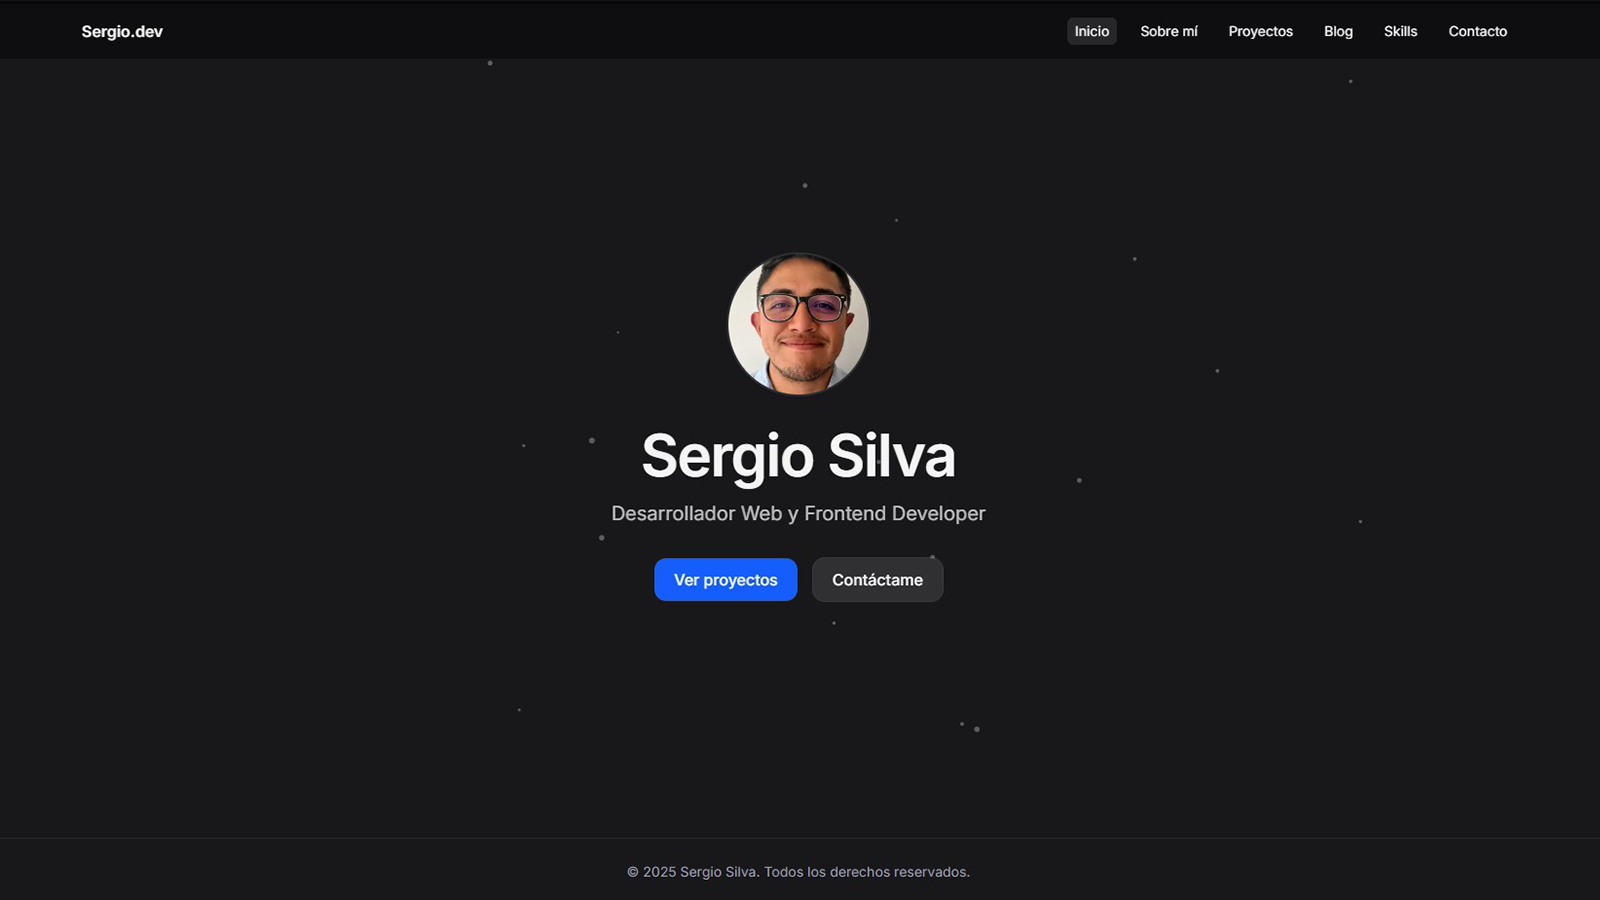 Sergio.dev
Inicio
Sobre mí
Proyectos
Blog
Skills
Contacto
Sergio Silva
Desarrollador Web y Frontend Developer
Ver proyectos
Contáctame
© 2025 Sergio Silva. Todos los derechos reservados.